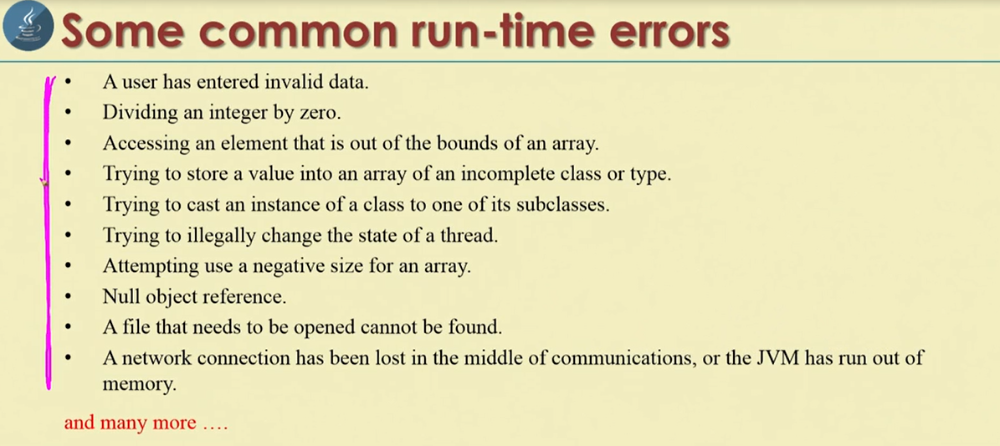 Some common run-time errors
• A user has entered invalid data.
• Dividing an integer by zero.
• Accessing an element that is out of the bounds of an array.
• Trying to store a value into an array of an incomplete class or type.
• Trying to cast an instance of a class to one of its subclasses.
• Trying to illegally change the state of a thread.
• Attempting use a negative size for an array.
• Null object reference.
• A file that needs to be opened cannot be found.
• A network connection has been lost in the middle of communications, or the JVM has run out of
memory.
and many more ….